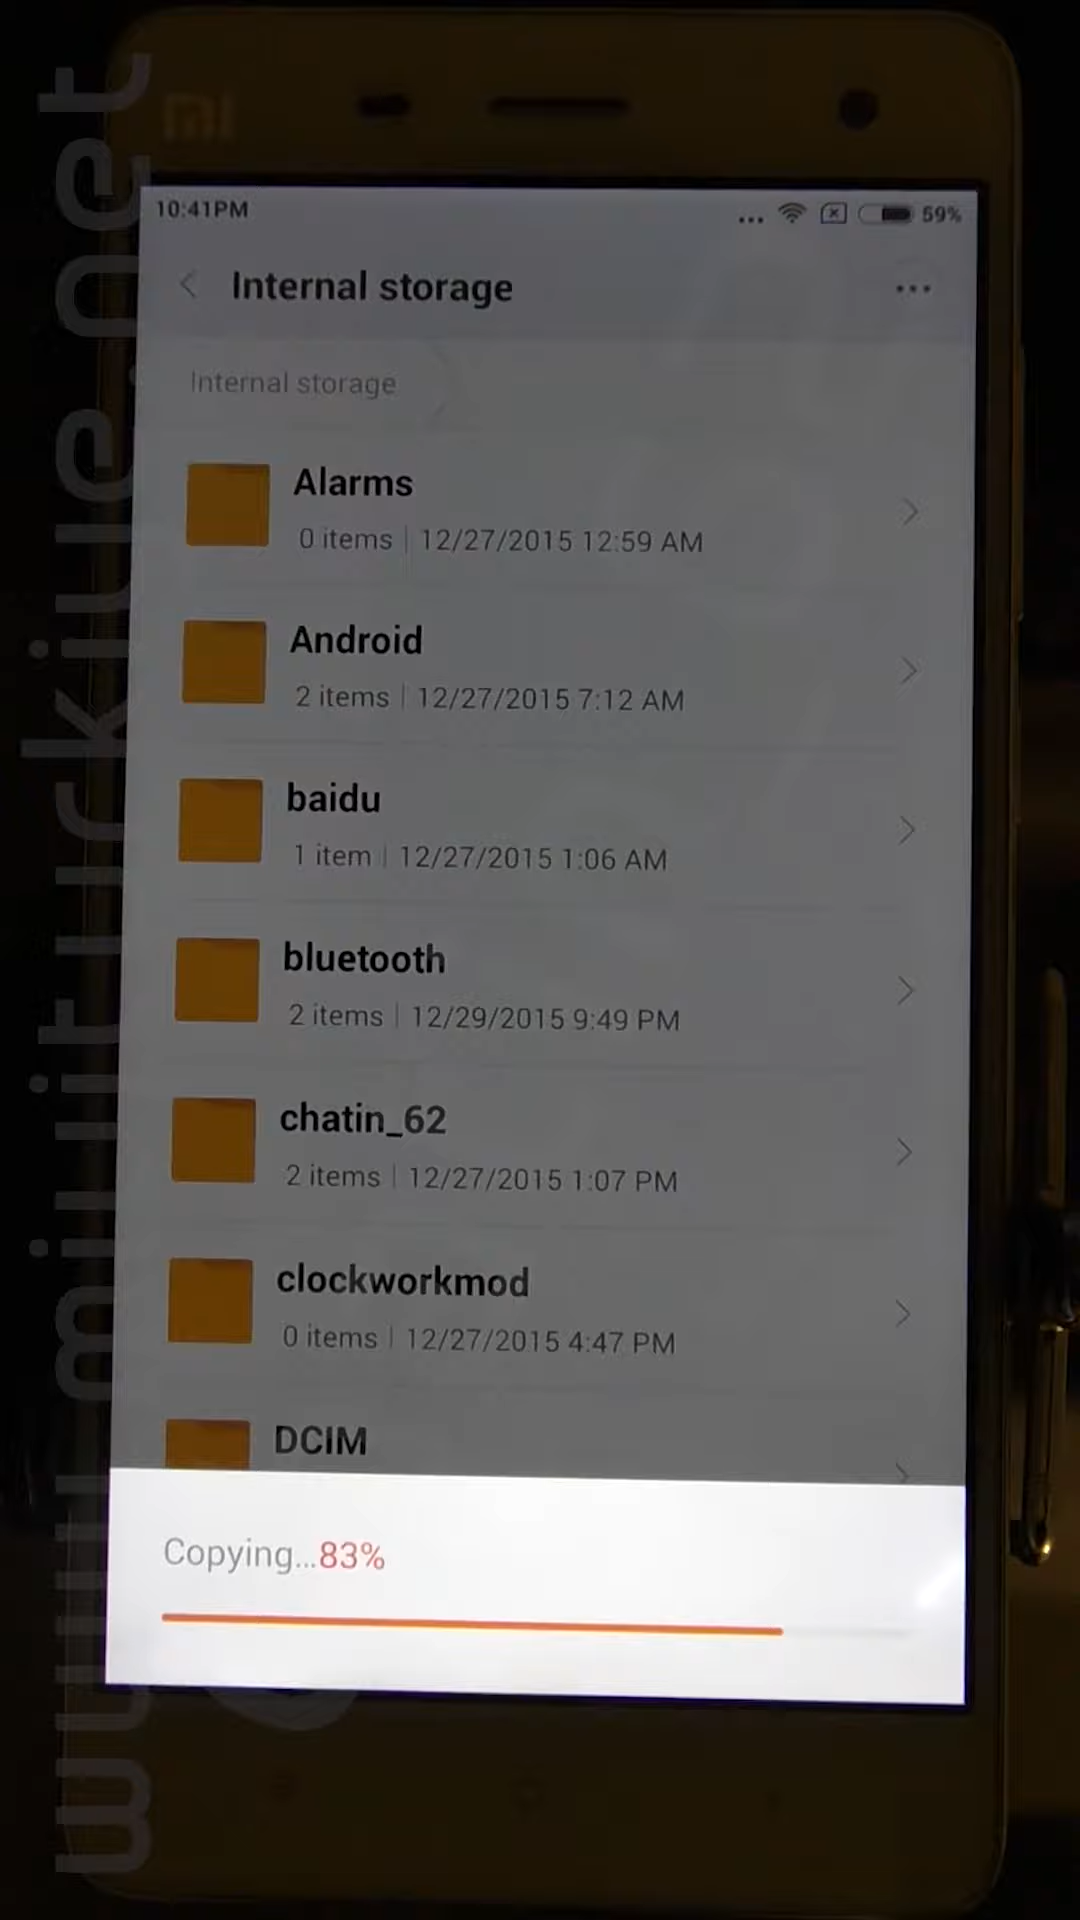 mi
10:41PM
... 59%
Internal storage
...
Internal storage
Alarms
0 items | 12/27/2015 12:59 AM
Android
2 items | 12/27/2015 7:12 AM
baidu
1 item | 12/27/2015 1:06 AM
bluetooth
2 items | 12/29/2015 9:49 PM
chatin_62
2 items | 12/27/2015 1:07 PM
clockworkmod
0 items | 12/27/2015 4:47 PM
DCIM
Copying...83%
www.miuiturkiye.net